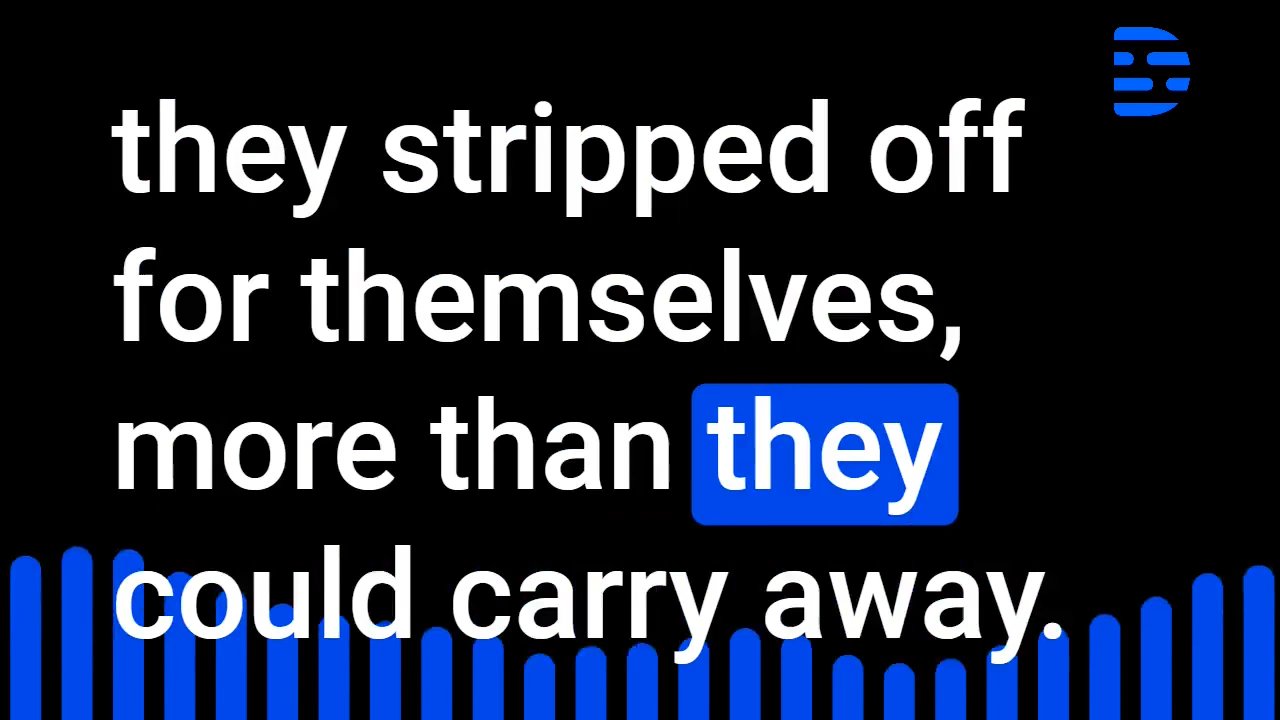 they stripped off
for themselves,
more than they
could carry away.